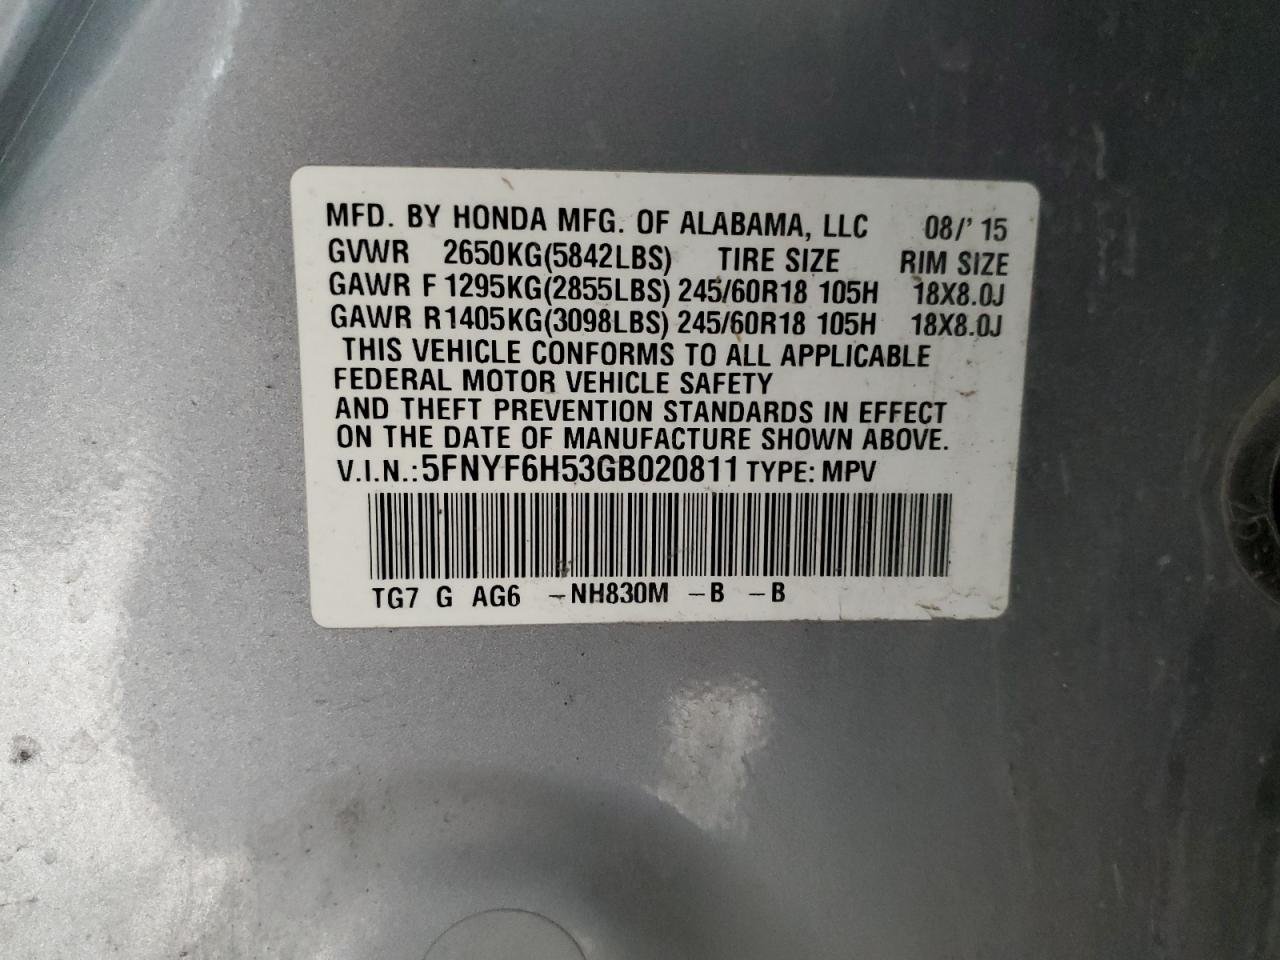 MFD. BY HONDA MFG. OF ALABAMA, LLC 08/' 15
GVWR 2650KG(5842LBS) TIRE SIZE RIM SIZE
GAWR F 1295KG(2855LBS) 245/60R18 105H 18X8.0J
GAWR R1405KG(3098LBS) 245/60R18 105H 18X8.0J
THIS VEHICLE CONFORMS TO ALL APPLICABLE
FEDERAL MOTOR VEHICLE SAFETY
AND THEFT PREVENTION STANDARDS IN EFFECT
ON THE DATE OF MANUFACTURE SHOWN ABOVE.
V.I.N.: 5FNYF6H53GB020811 TYPE: MPV
TG7 G AG6 -NH830M -B -B